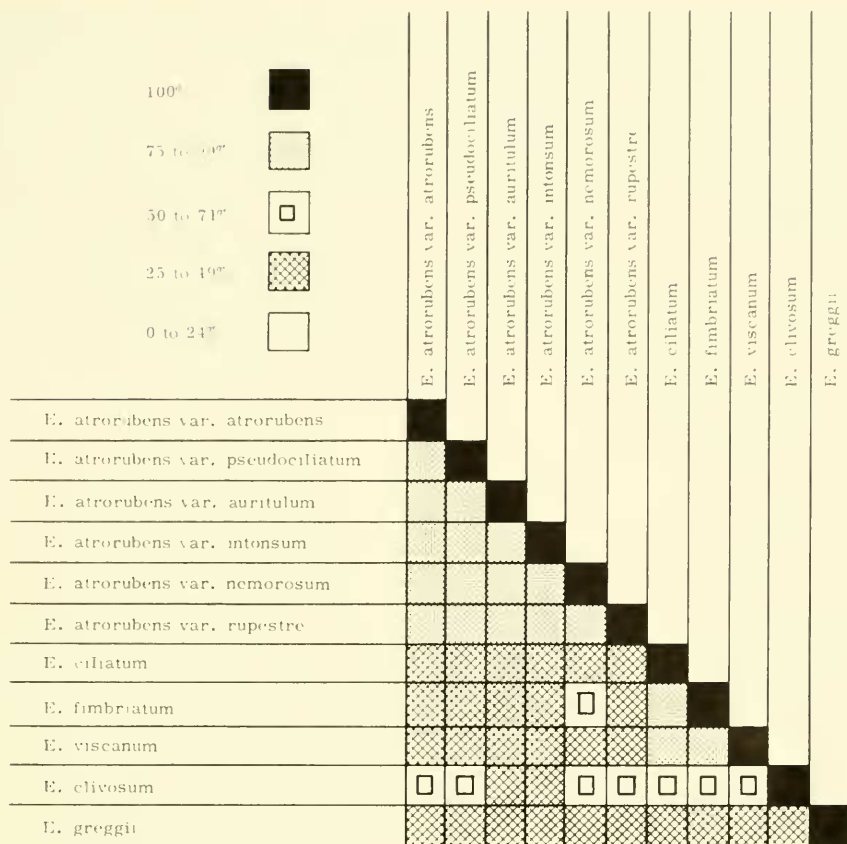 100%
75 to
50 to 71%
25 to 49%
0 to 24%
E. atrorubens var. atrorubens
E. atrorubens var. pseudociliatum
E. atrorubens var. auritulum
E. atrorubens var. intonsum
E. atrorubens var. nemorosum
E. atrorubens var. rupestre
E. ciliatum
E. fimbriatum
E. viscanum
E. clivosum
E. greggii
E. atrorubens var. atrorubens
E. atrorubens var. pseudociliatum
E. atrorubens var. auritulum
E. atrorubens var. intonsum
E. atrorubens var. nemorosum
E. atrorubens var. rupestre
E. ciliatum
E. fimbriatum
E. viscanum
E. clivosum
E. greggii